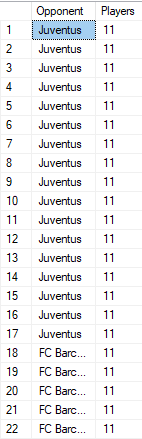 Opponent Players
1 Juventus 11
2 Juventus 11
3 Juventus 11
4 Juventus 11
5 Juventus 11
6 Juventus 11
7 Juventus 11
8 Juventus 11
9 Juventus 11
10 Juventus 11
11 Juventus 11
12 Juventus 11
13 Juventus 11
14 Juventus 11
15 Juventus 11
16 Juventus 11
17 Juventus 11
18 FC Barc... 11
19 FC Barc... 11
20 FC Barc... 11
21 FC Barc... 11
22 FC Barc... 11